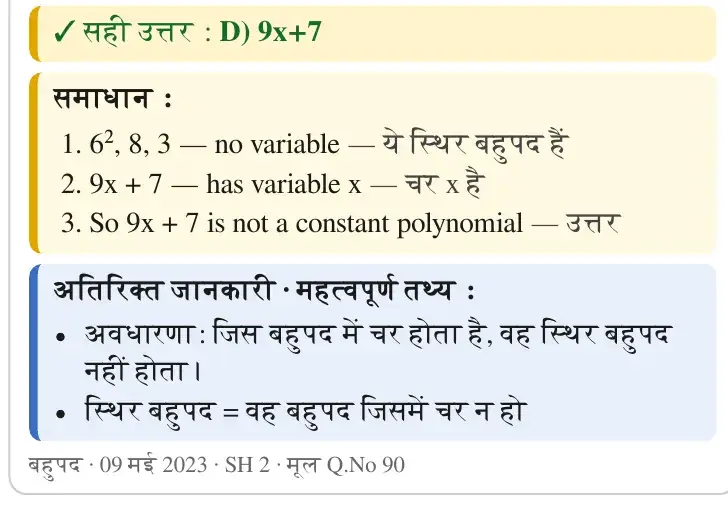 ✓ सही उत्तर : D) 9x+7
समाधान :
1. 6², 8, 3 — no variable — ये स्थिर बहुपद हैं
2. 9x + 7 — has variable x — चर x है
3. So 9x + 7 is not a constant polynomial — उत्तर
अतिरिक्त जानकारी · महत्वपूर्ण तथ्य :
• अवधारणा : जिस बहुपद में चर होता है, वह स्थिर बहुपद
नहीं होता।
• स्थिर बहुपद = वह बहुपद जिसमें चर न हो
बहुपद · 09 मई 2023 · SH 2 · मूल Q.No 90